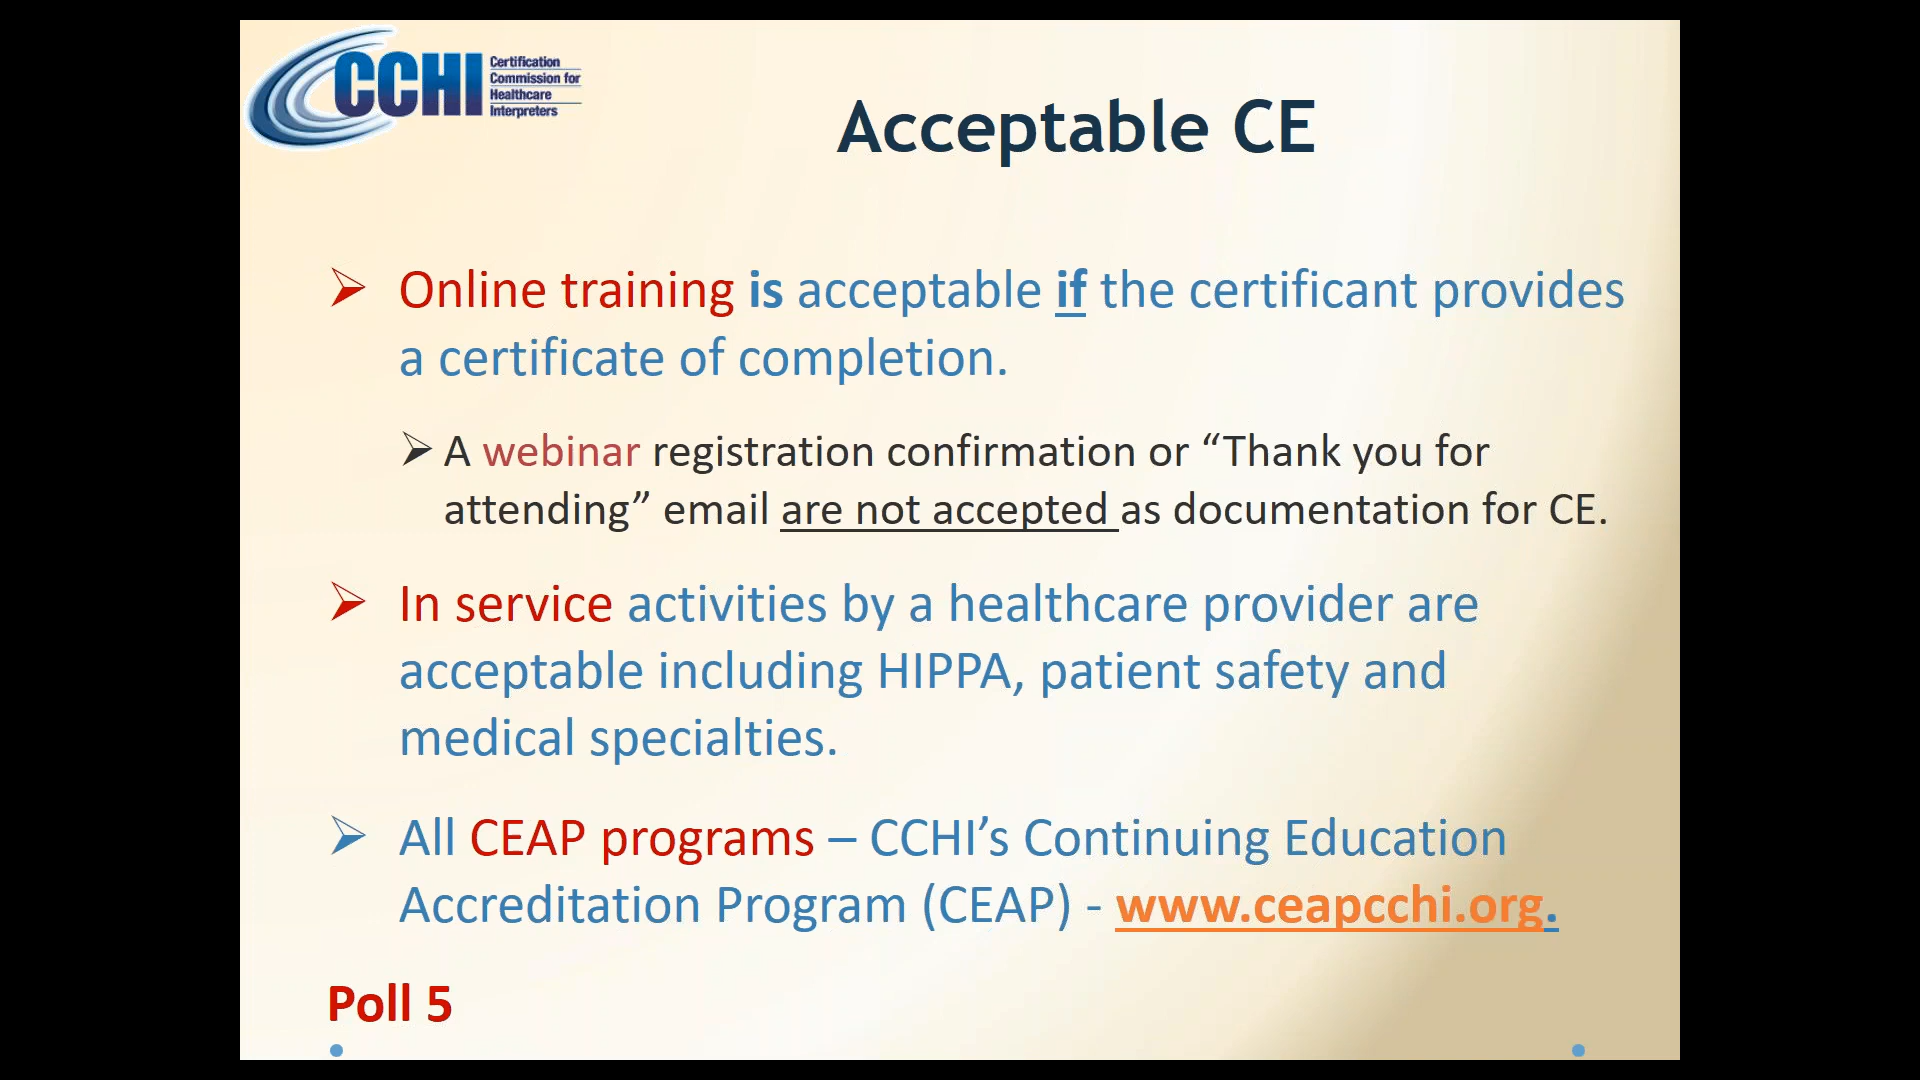 CCHI
Certification
Commission for
Healthcare
Interpreters
Acceptable CE
Online training is acceptable if the certificant provides
a certificate of completion.
A webinar registration confirmation or “Thank you for
attending” email are not accepted as documentation for CE.
In service activities by a healthcare provider are
acceptable including HIPPA, patient safety and
medical specialties.
All CEAP programs – CCHI’s Continuing Education
Accreditation Program (CEAP) - www.ceapcchi.org.
Poll 5